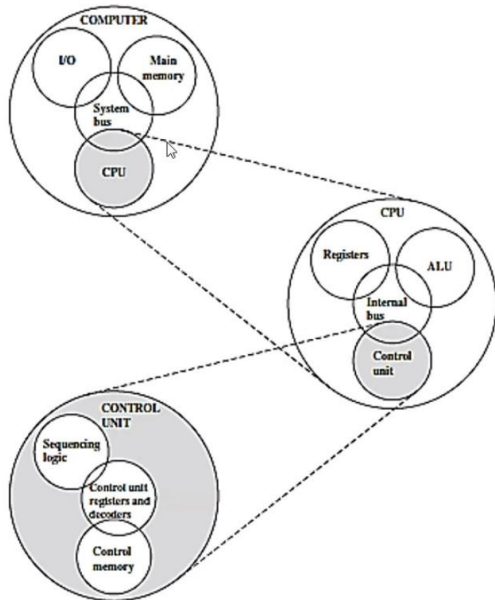 COMPUTER
I/O
Main
memory
System
bus
CPU
CPU
Registers
ALU
Internal
bus
Control
unit
CONTROL
UNIT
Sequencing
logic
Control unit
registers and
decoders
Control
memory